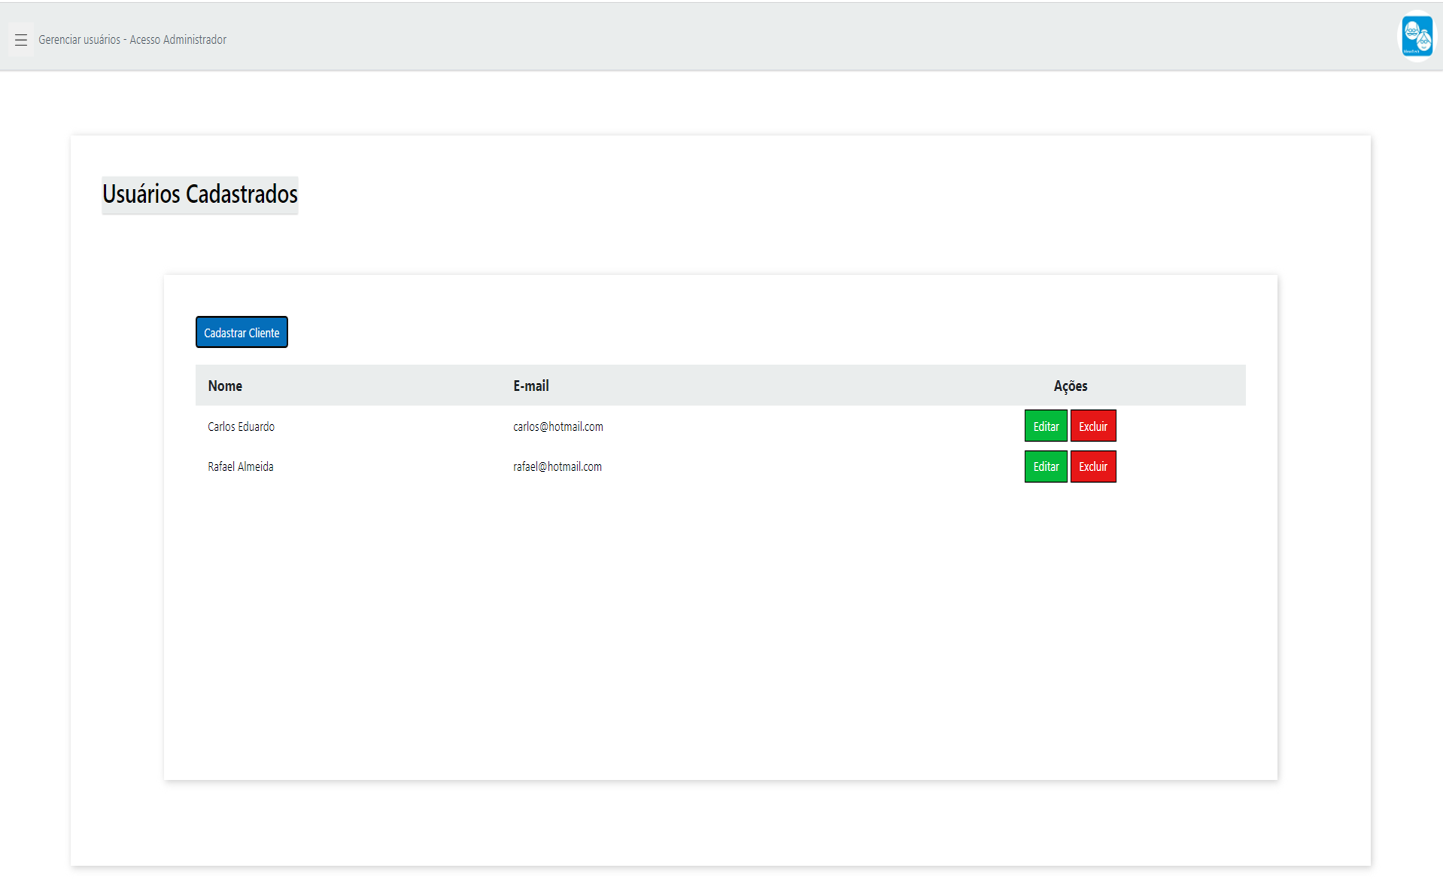 Gerenciar usuários - Acesso Administrador
Usuários Cadastrados
Cadastrar Cliente
Nome E-mail Ações
Carlos Eduardo carlos@hotmail.com Editar Excluir
Rafael Almeida rafael@hotmail.com Editar Excluir